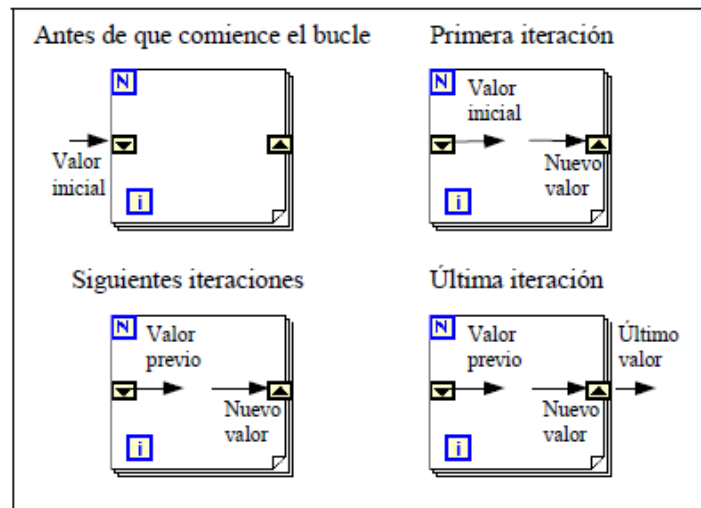 Antes de que comience el bucle
N
Valor
inicial
i
Primera iteración
N
Valor
inicial
Nuevo
valor
i
Siguientes iteraciones
N
Valor
previo
Nuevo
valor
i
Última iteración
N
Valor
previo
Último
valor
Nuevo
valor
i